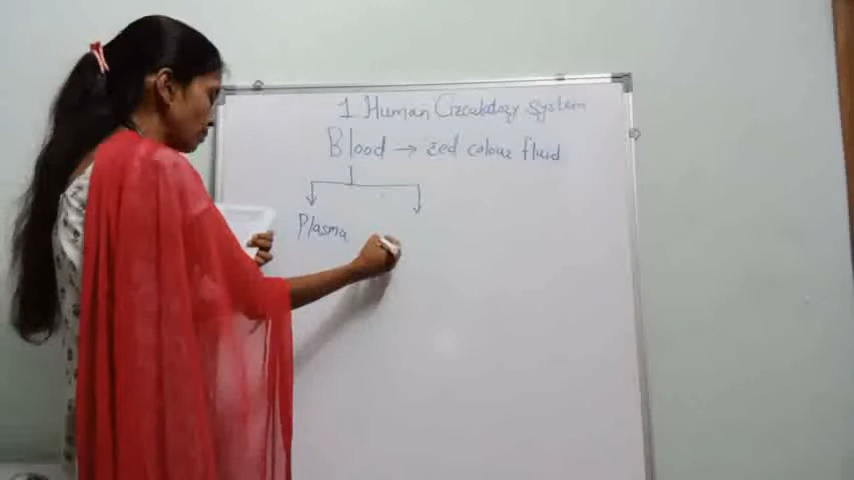 1 Human Circulatory system
Blood → red colour fluid
Plasma